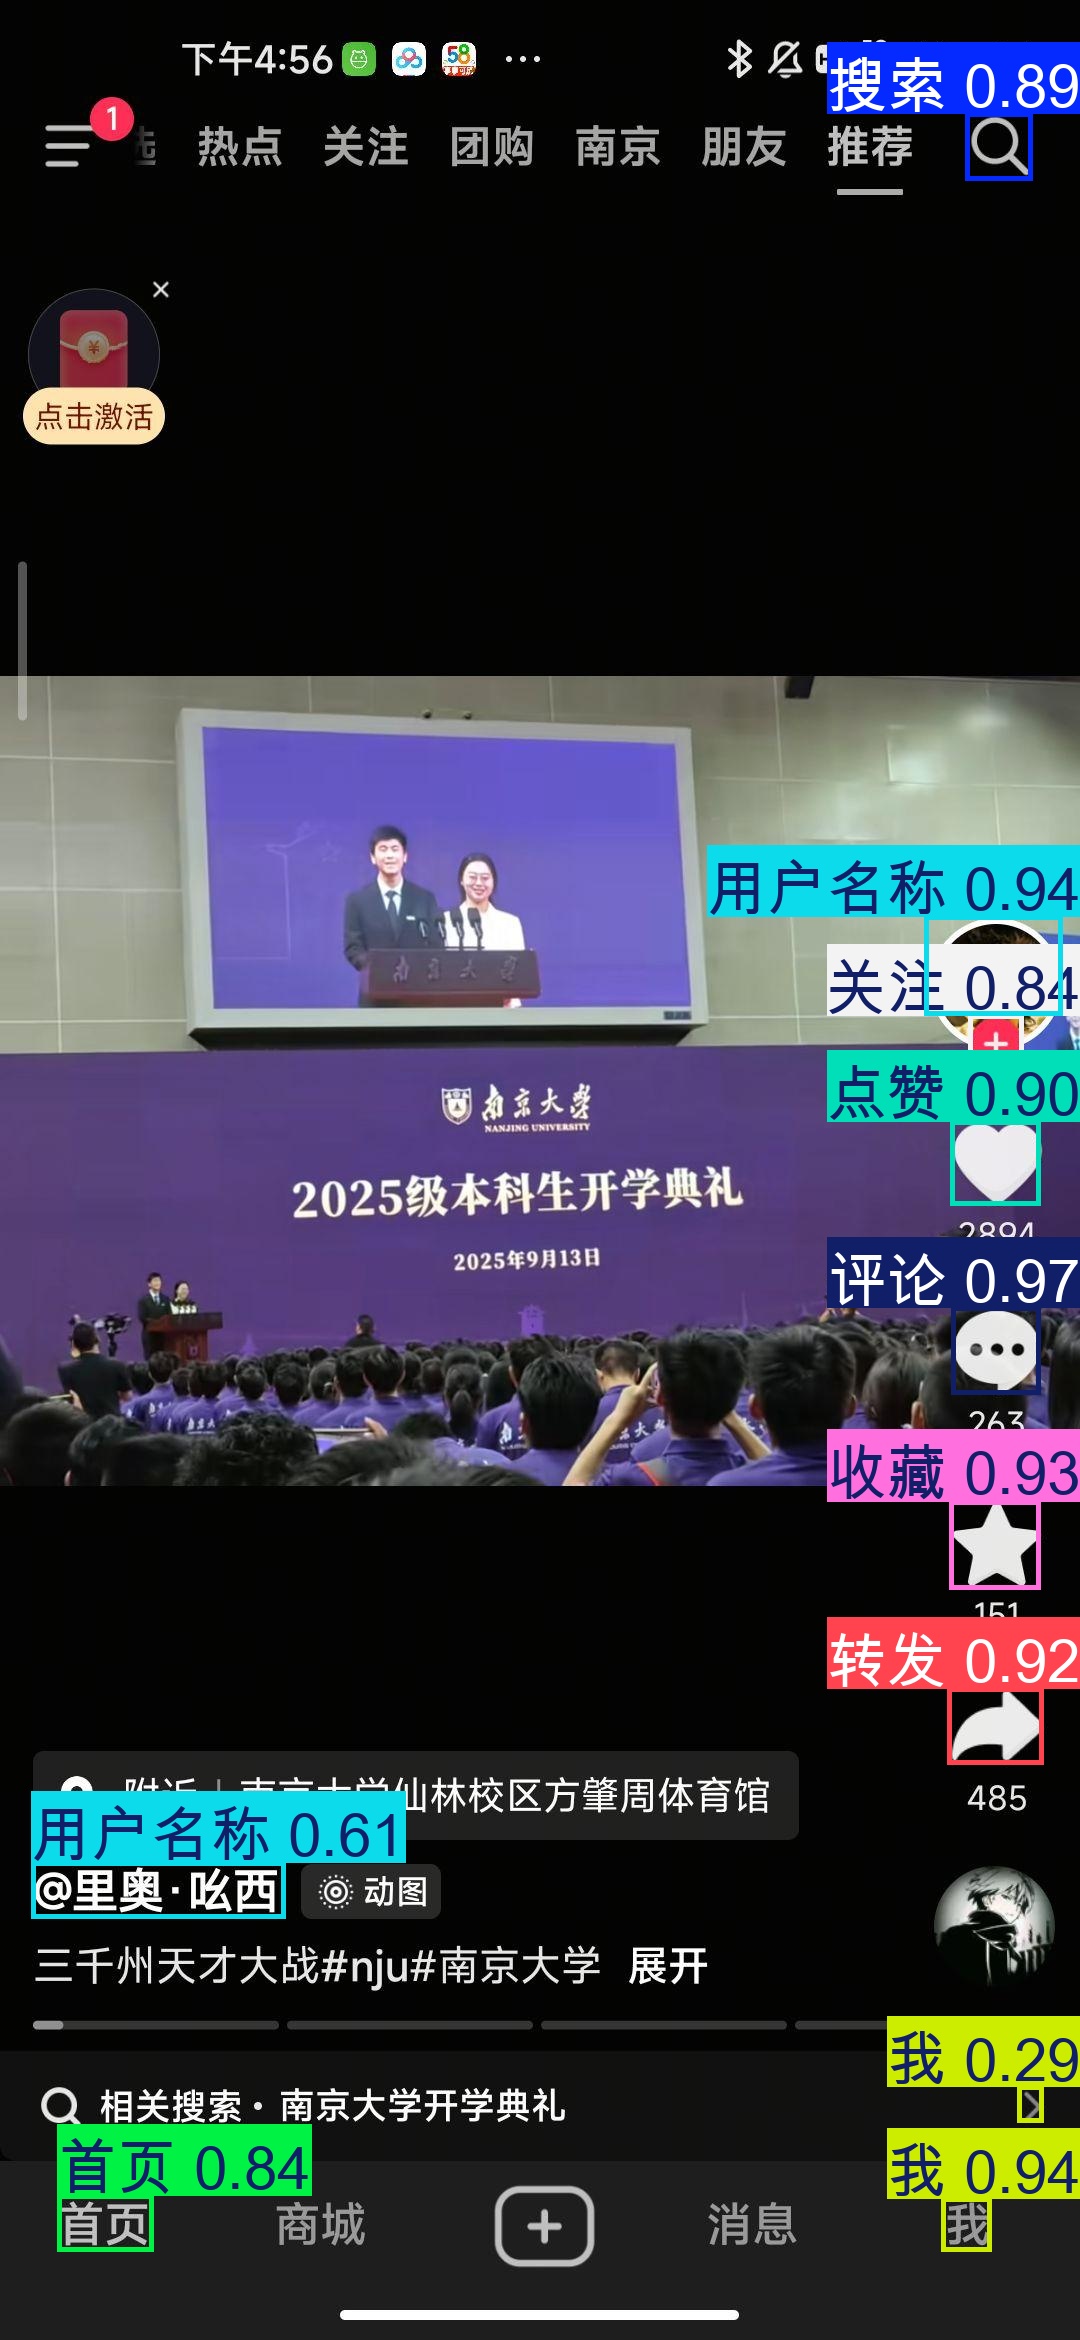 下午4:56
58
...
搜索 0.89
1
选 热点 关注 团购 南京 朋友 推荐
点击激活
南京大学
用户名称 0.94
关注 0.84
南京大学
NANJING UNIVERSITY
点赞 0.90
2025级本科生开学典礼
2894
2025年9月13日
评论 0.97
263
收藏 0.93
151
转发 0.92
附近 | 南京大学仙林校区方肇周体育馆
485
用户名称 0.61
@里奥·吆西 动图
三千州天才大战#nju#南京大学 展开
我 0.29
相关搜索· 南京大学开学典礼
首页 0.84
我 0.94
首页 商城 消息 我